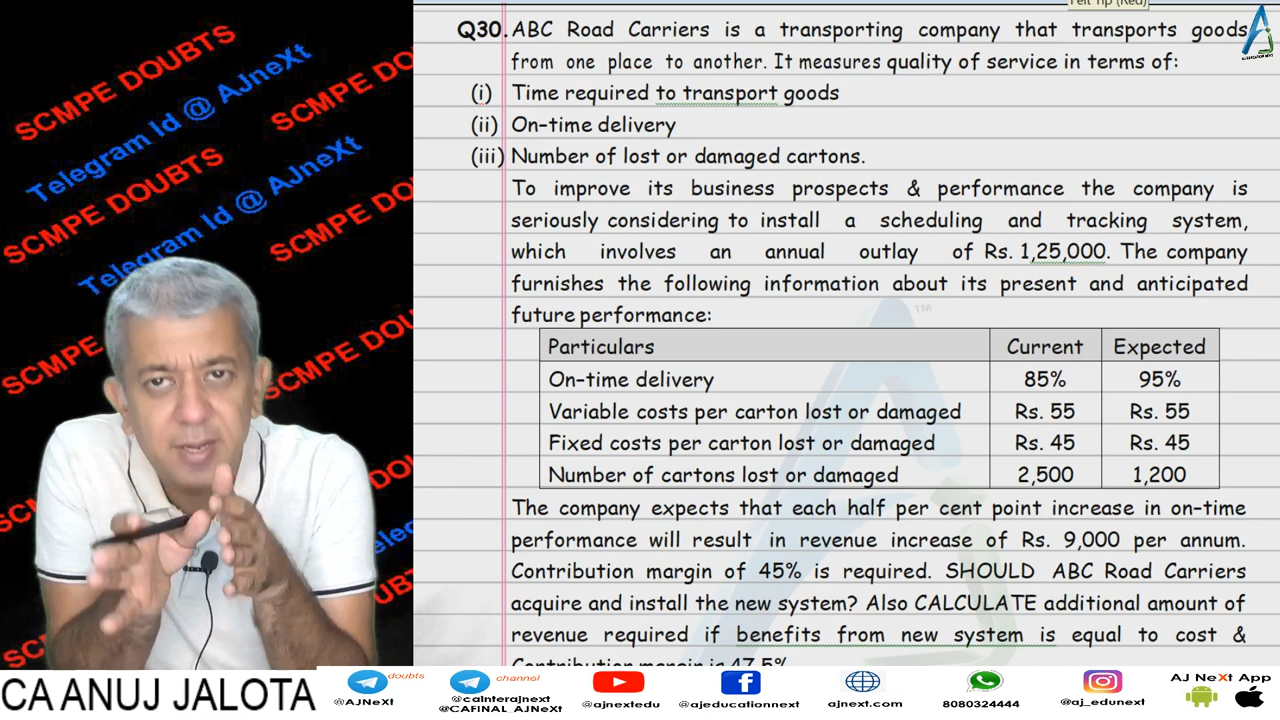 Felt Tip (Red)
Q30. ABC Road Carriers is a transporting company that transports goods
from one place to another. It measures quality of service in terms of:
(i) Time required to transport goods
(ii) On-time delivery
(iii) Number of lost or damaged cartons.
To improve its business prospects & performance the company is
seriously considering to install a scheduling and tracking system,
which involves an annual outlay of Rs. 1,25,000. The company
furnishes the following information about its present and anticipated
future performance:
Particulars Current Expected
On-time delivery 85% 95%
Variable costs per carton lost or damaged Rs. 55 Rs. 55
Fixed costs per carton lost or damaged Rs. 45 Rs. 45
Number of cartons lost or damaged 2,500 1,200
The company expects that each half per cent point increase in on-time
performance will result in revenue increase of Rs. 9,000 per annum.
Contribution margin of 45% is required. SHOULD ABC Road Carriers
acquire and install the new system? Also CALCULATE additional amount of
revenue required if benefits from new system is equal to cost &
Contribution margin is 47.5%
TM
SCMPE DOUBTS
Telegram Id @ AJneXt
SCMPE DOUBTS
Telegram Id @ AJneXt
SCMPE DOUBTS
CA ANUJ JALOTA
doubts
@AJNeXt
channel
@caInterajnext
@CAFINAL_AJNeXt
@ajnextedu
@ajeducationnext
ajnext.com
8080324444
@aj_edunext
AJ NeXt App